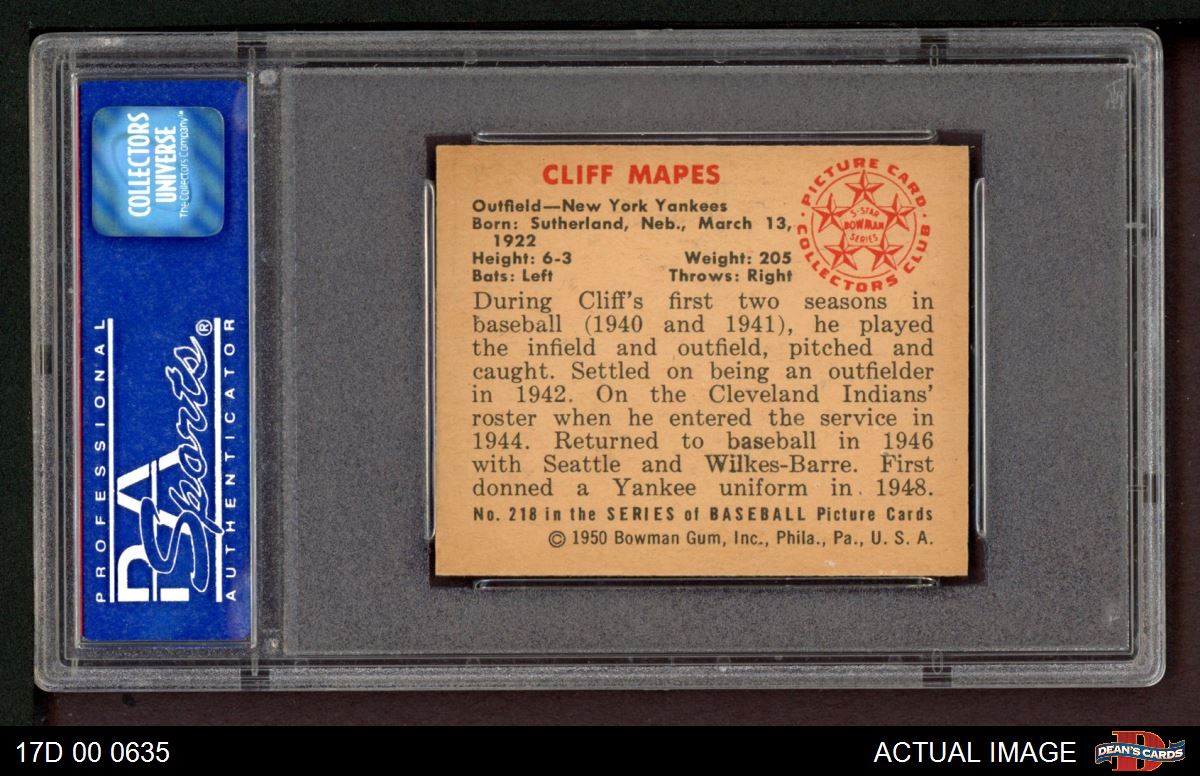 COLLECTORS
UNIVERSE
The Collectors Company™
PROFESSIONAL
PSA
Sports®
AUTHENTICATOR
CLIFF MAPES
Outfield—New York Yankees
Born: Sutherland, Neb., March 13,
1922
Height: 6-3 Weight: 205
Bats: Left Throws: Right
PICTURE CARD
COLLECTORS CLUB
5-STAR
BOWMAN
SERIES
During Cliff's first two seasons in
baseball (1940 and 1941), he played
the infield and outfield, pitched and
caught. Settled on being an outfielder
in 1942. On the Cleveland Indians'
roster when he entered the service in
1944. Returned to baseball in 1946
with Seattle and Wilkes-Barre. First
donned a Yankee uniform in 1948.
No. 218 in the SERIES of BASEBALL Picture Cards
© 1950 Bowman Gum, Inc., Phila., Pa., U. S. A.
17D 00 0635
ACTUAL IMAGE
DEAN'S CARDS